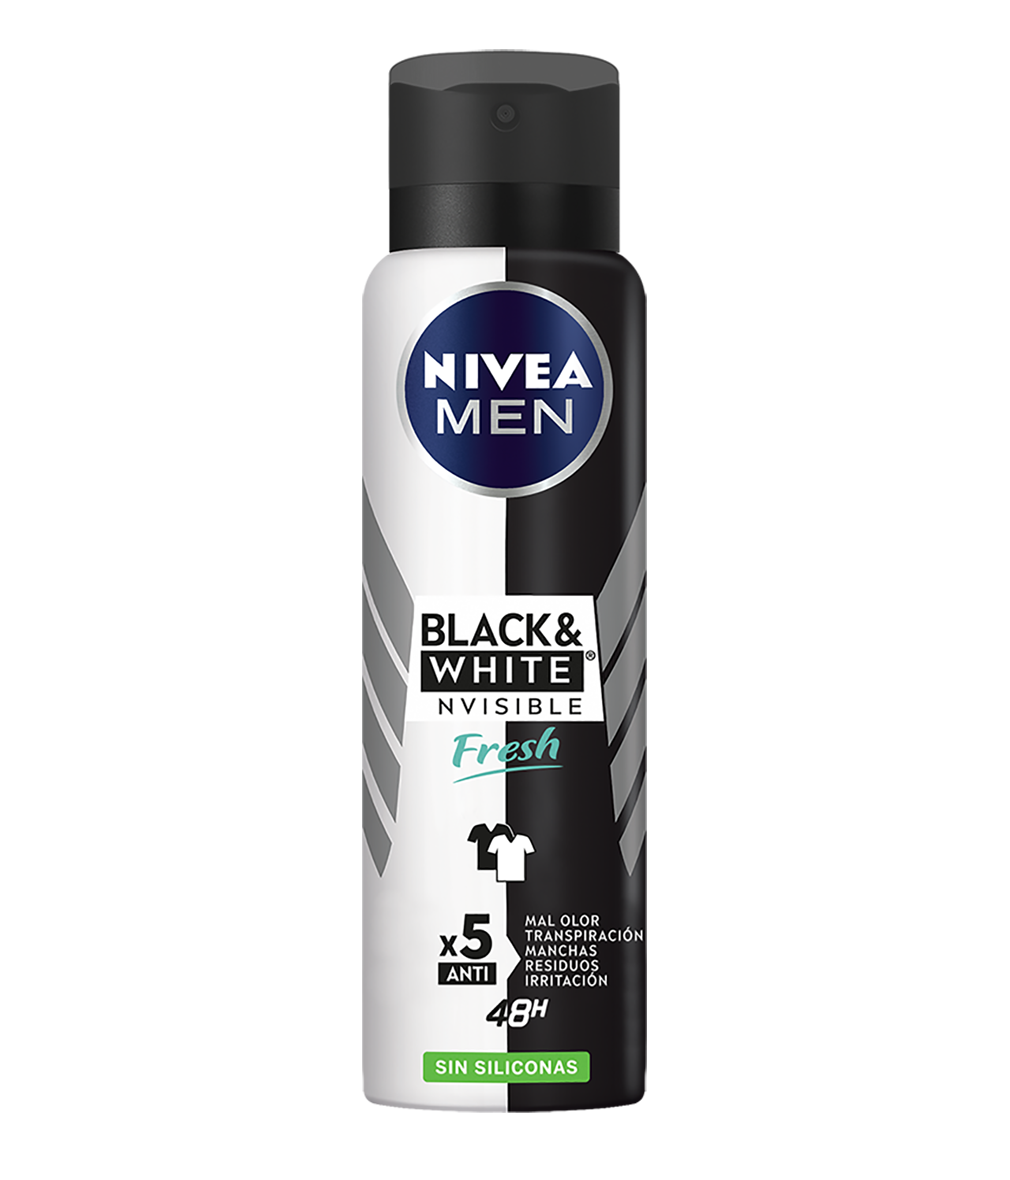 NIVEA
MEN
BLACK&
WHITE®
NVISIBLE
Fresh
x5
ANTI
MAL OLOR
TRANSPIRACIÓN
MANCHAS
RESIDUOS
IRRITACIÓN
48H
SIN SILICONAS